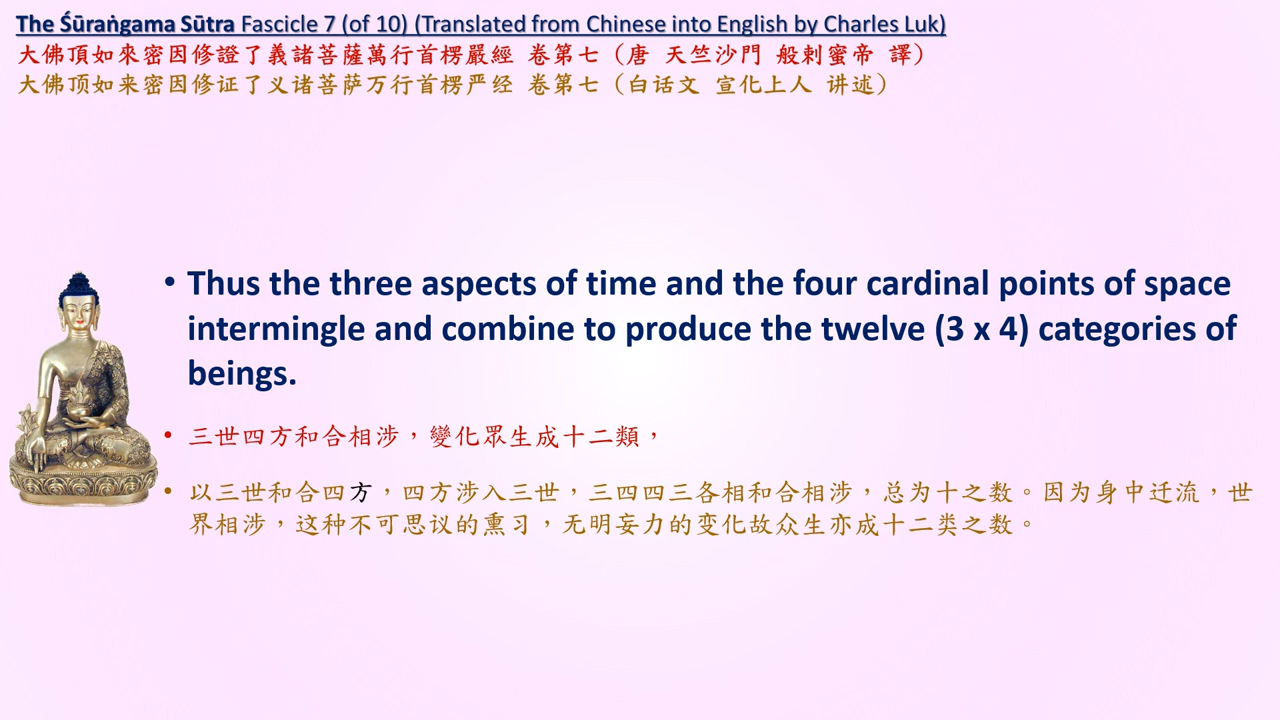 The Śūraṅgama Sūtra Fascicle 7 (of 10) (Translated from Chinese into English by Charles Luk)
大佛頂如來密因修證了義諸菩薩萬行首楞嚴經 卷第七（唐 天竺沙門 般剌蜜帝 譯）
大佛顶如来密因修证了义诸菩萨万行首楞严经 卷第七（白话文 宣化上人 讲述）
• Thus the three aspects of time and the four cardinal points of space
intermingle and combine to produce the twelve (3 x 4) categories of
beings.
• 三世四方和合相涉，變化眾生成十二類，
• 以三世和合四方，四方涉入三世，三四四三各相和合相涉，总为十之数。因为身中迁流，世
界相涉，这种不可思议的熏习，无明妄力的变化故众生亦成十二类之数。